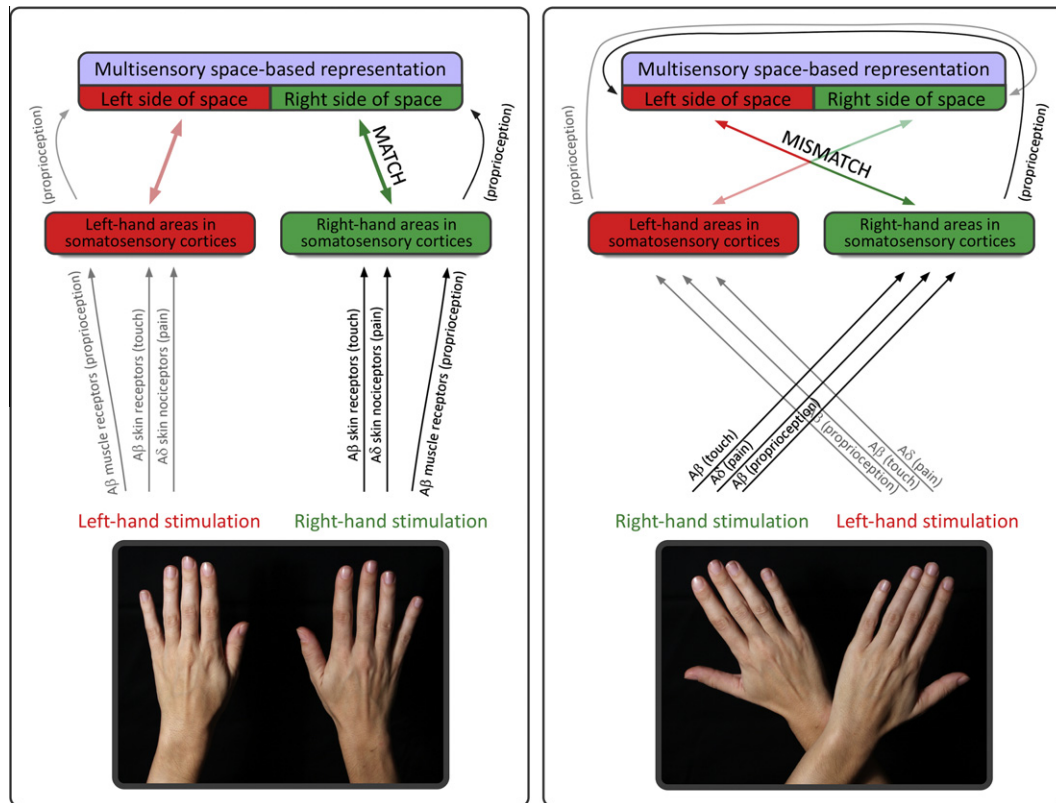 Multisensory space-based representation
Left side of space
Right side of space
(proprioception)
MATCH
(proprioception)
Left-hand areas in
somatosensory cortices
Right-hand areas in
somatosensory cortices
Aβ muscle receptors (proprioception)
Aβ skin receptors (touch)
Aδ skin nociceptors (pain)
Aβ skin receptors (touch)
Aδ skin nociceptors (pain)
Aβ muscle receptors (proprioception)
Left-hand stimulation
Right-hand stimulation
Multisensory space-based representation
Left side of space
Right side of space
(proprioception)
MISMATCH
(proprioception)
Left-hand areas in
somatosensory cortices
Right-hand areas in
somatosensory cortices
Aβ (touch)
Aδ (pain)
Aβ (proprioception)
Aβ (proprioception)
Aβ (touch)
Aδ (pain)
Right-hand stimulation
Left-hand stimulation